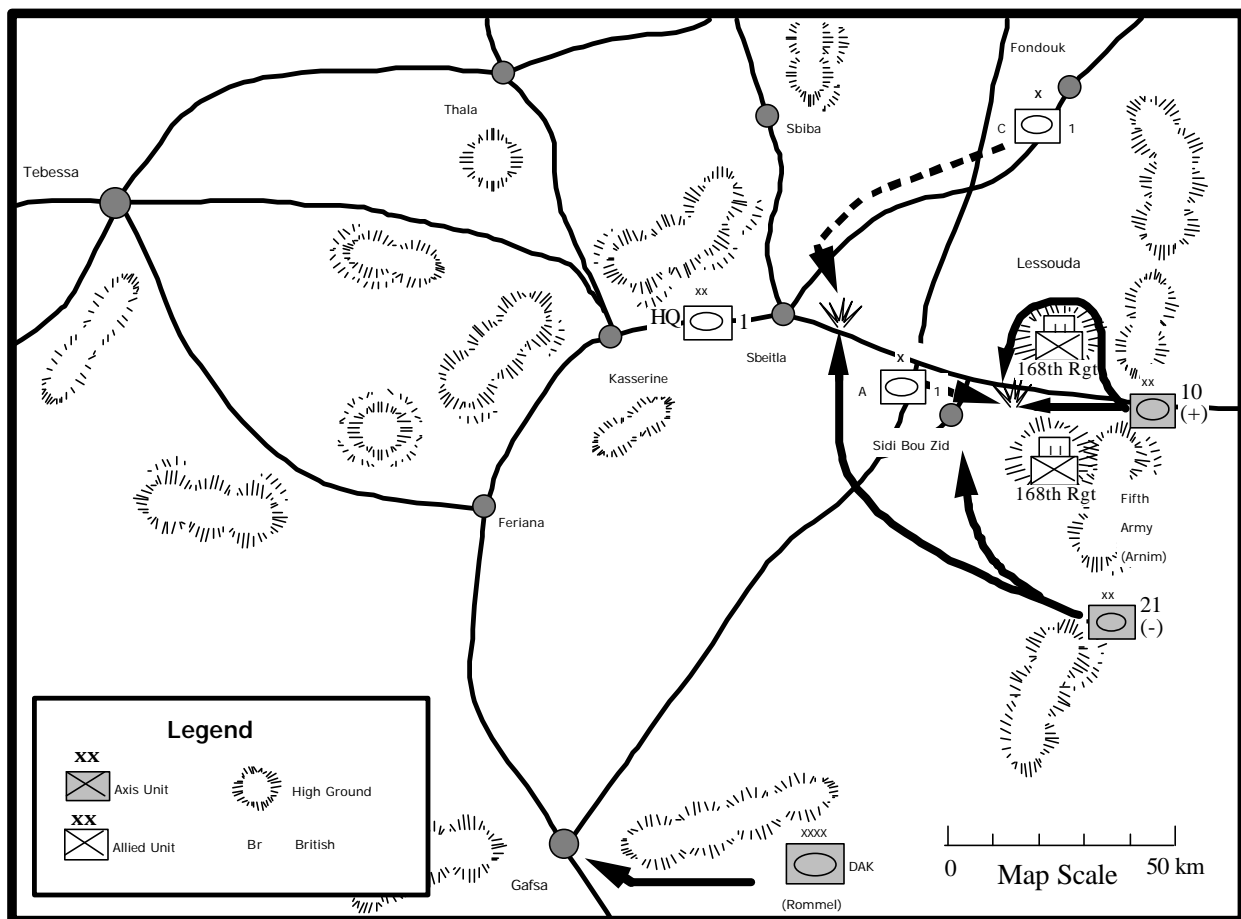 Fondouk
x
C 1
Thala
Sbiba
Tebessa
Lessouda
xx
HQ 1
Sbeitla
168th Rgt
x
A 1
Kasserine
xx
10
(+)
Sidi Bou Zid
168th Rgt
Fifth
Army
(Arnim)
Feriana
xx
21
(-)
Legend
xx
Axis Unit
High Ground
xx
Allied Unit
Br British
Gafsa
xxxx
DAK
(Rommel)
0 50 km
Map Scale